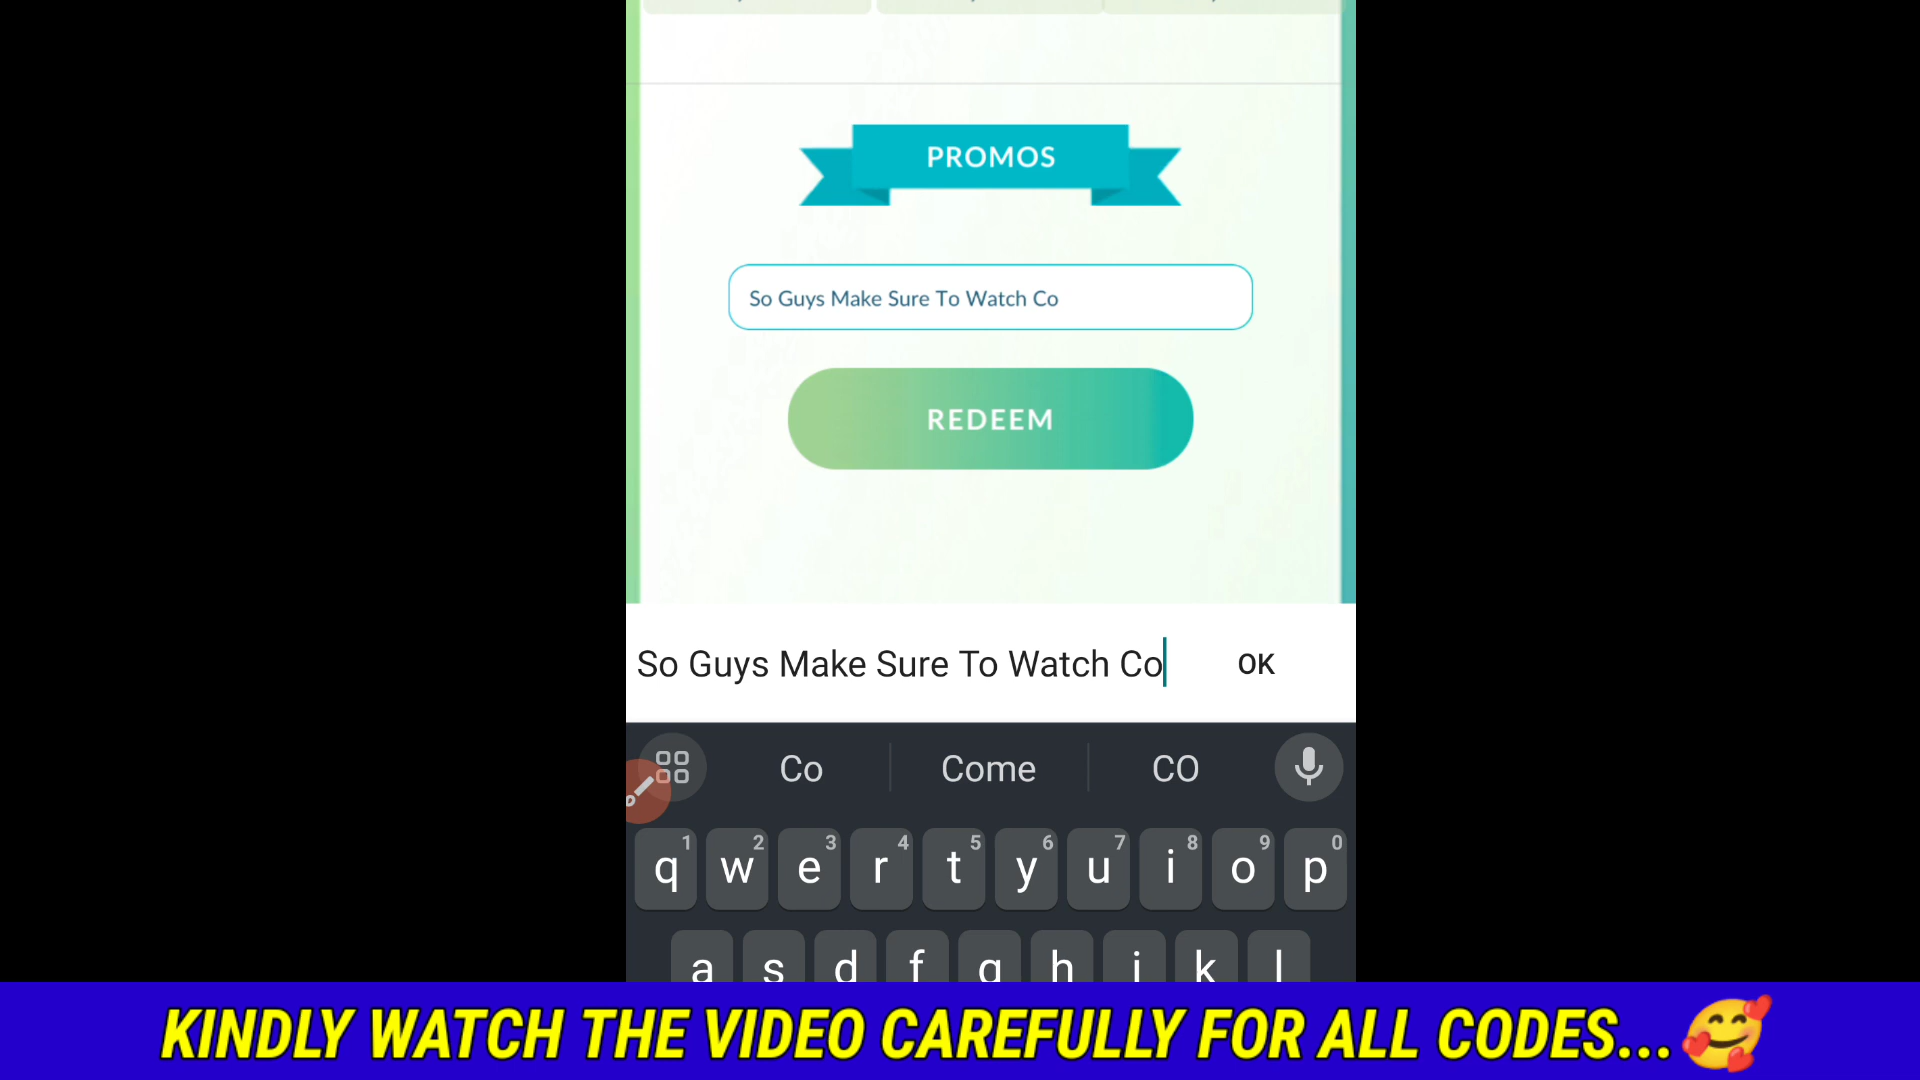 PROMOS
So Guys Make Sure To Watch Co
REDEEM
So Guys Make Sure To Watch Co OK
Co Come CO
1 2 3 4 5 6 7 8 9 0
q w e r t y u i o p
a s d f g h j k l
KINDLY WATCH THE VIDEO CAREFULLY FOR ALL CODES...🥰